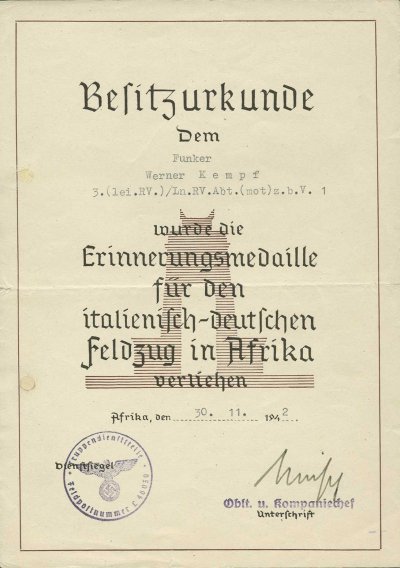 Besitzurkunde
Dem
Funker
Werner Kempf
3.(lei.RV.)/Ln.RV.Abt.(mot)z.b.V. 1
wurde die
Erinnerungsmedaille
für den
italienisch-deutschen
Feldzug in Afrika
verliehen
Afrika, den 30. 11. 1942
Dienstsiegel
Truppendienststelle
Feldpostnummer
Oblt. u. Kompaniechef
Unterschrift